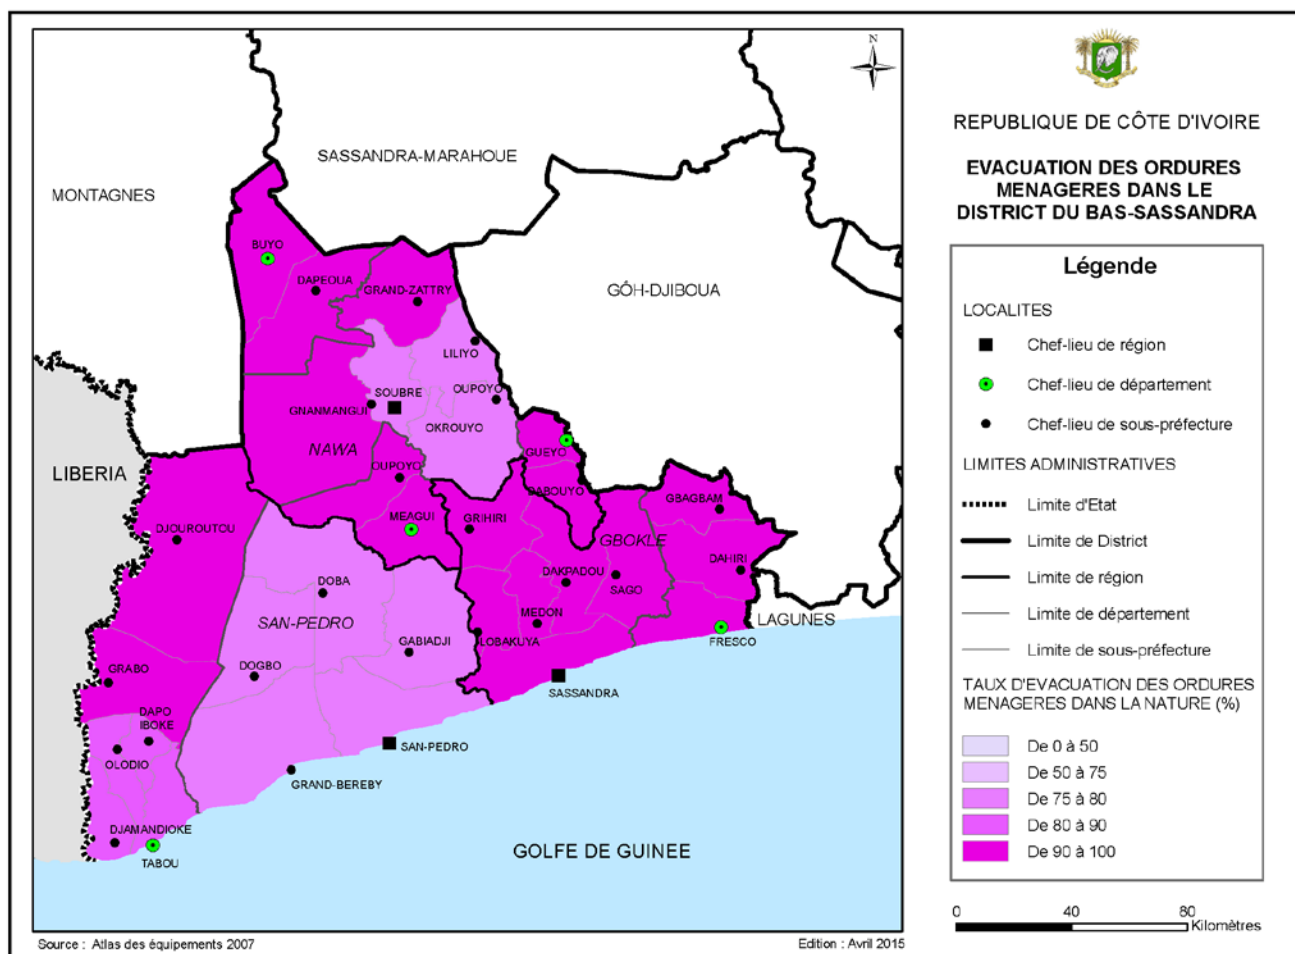 N
SASSANDRA-MARAHOUE
MONTAGNES
BUYO
DAPEOUA
GRAND-ZATTRY
GÔH-DJIBOUA
LILIYO
SOUBRE
OUPOYO
GNANMANGUI
OKROUYO
NAWA
GUEYO
LIBERIA
OUPOYO
DABOUYO
GBAGBAM
MEAGUI
GRIHIRI
DJOUROUTOU
GBOKLE
DAHIRI
DOBA
DAKPADOU
SAGO
SAN-PEDRO
MEDON
LAGUNES
GABIADJI
LOBAKUYA
FRESCO
GRABO
DOGBO
SASSANDRA
DAPO
IBOKE
OLODIO
SAN-PEDRO
GRAND-BEREBY
DJAMANDIOKE
TABOU
GOLFE DE GUINEE
Source : Atlas des équipements 2007
Edition : Avril 2015
REPUBLIQUE DE CÔTE D'IVOIRE
EVACUATION DES ORDURES
MENAGERES DANS LE
DISTRICT DU BAS-SASSANDRA
Légende
LOCALITES
Chef-lieu de région
Chef-lieu de département
Chef-lieu de sous-préfecture
LIMITES ADMINISTRATIVES
Limite d'Etat
Limite de District
Limite de région
Limite de département
Limite de sous-préfecture
TAUX D'EVACUATION DES ORDURES
MENAGERES DANS LA NATURE (%)
De 0 à 50
De 50 à 75
De 75 à 80
De 80 à 90
De 90 à 100
0 40 80
Kilomètres